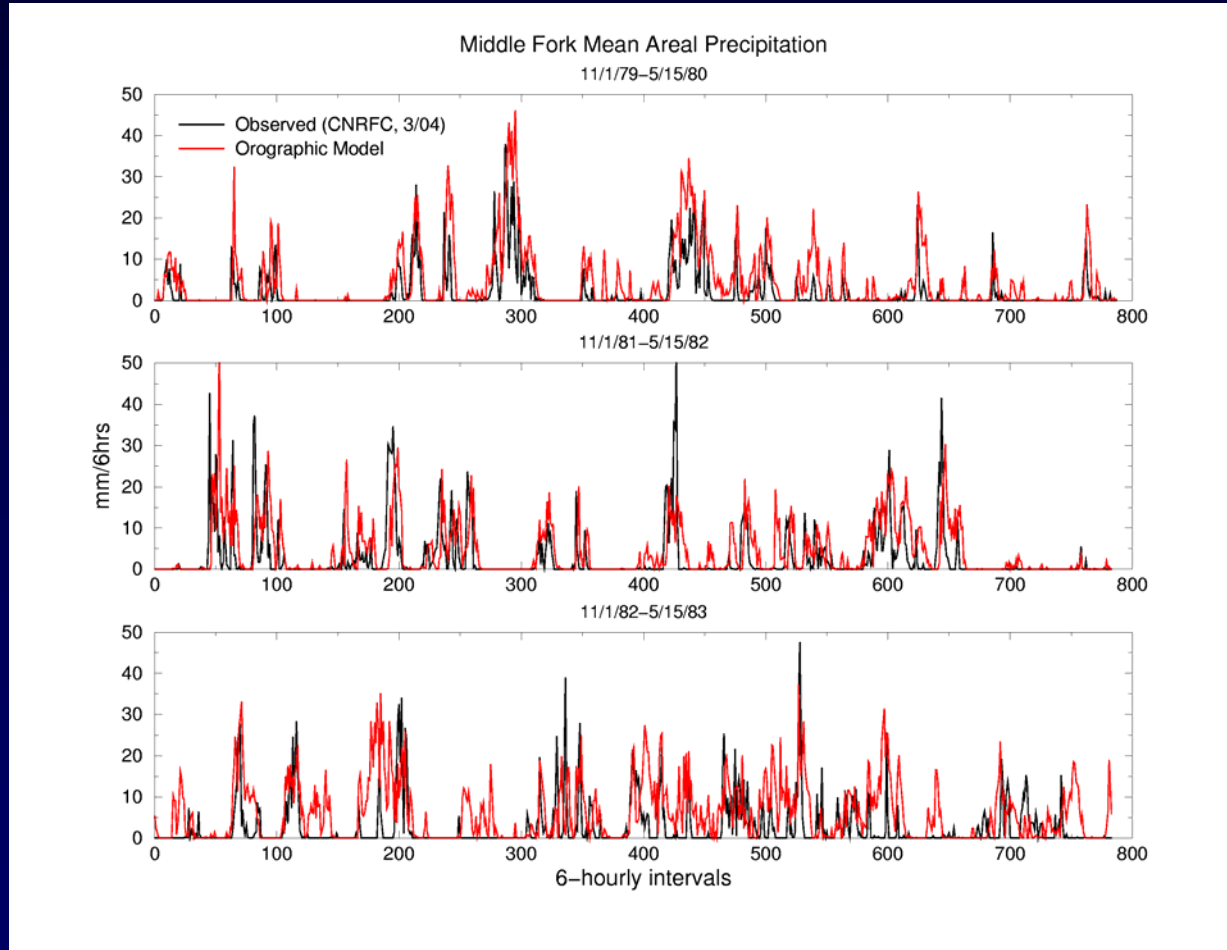 Middle Fork Mean Areal Precipitation
11/1/79−5/15/80
50
40
30
20
10
0
Observed (CNRFC, 3/04)
Orographic Model
0 100 200 300 400 500 600 700 800
11/1/81−5/15/82
mm/6hrs
50
40
30
20
10
0
0 100 200 300 400 500 600 700 800
11/1/82−5/15/83
50
40
30
20
10
0
0 100 200 300 400 500 600 700 800
6−hourly intervals